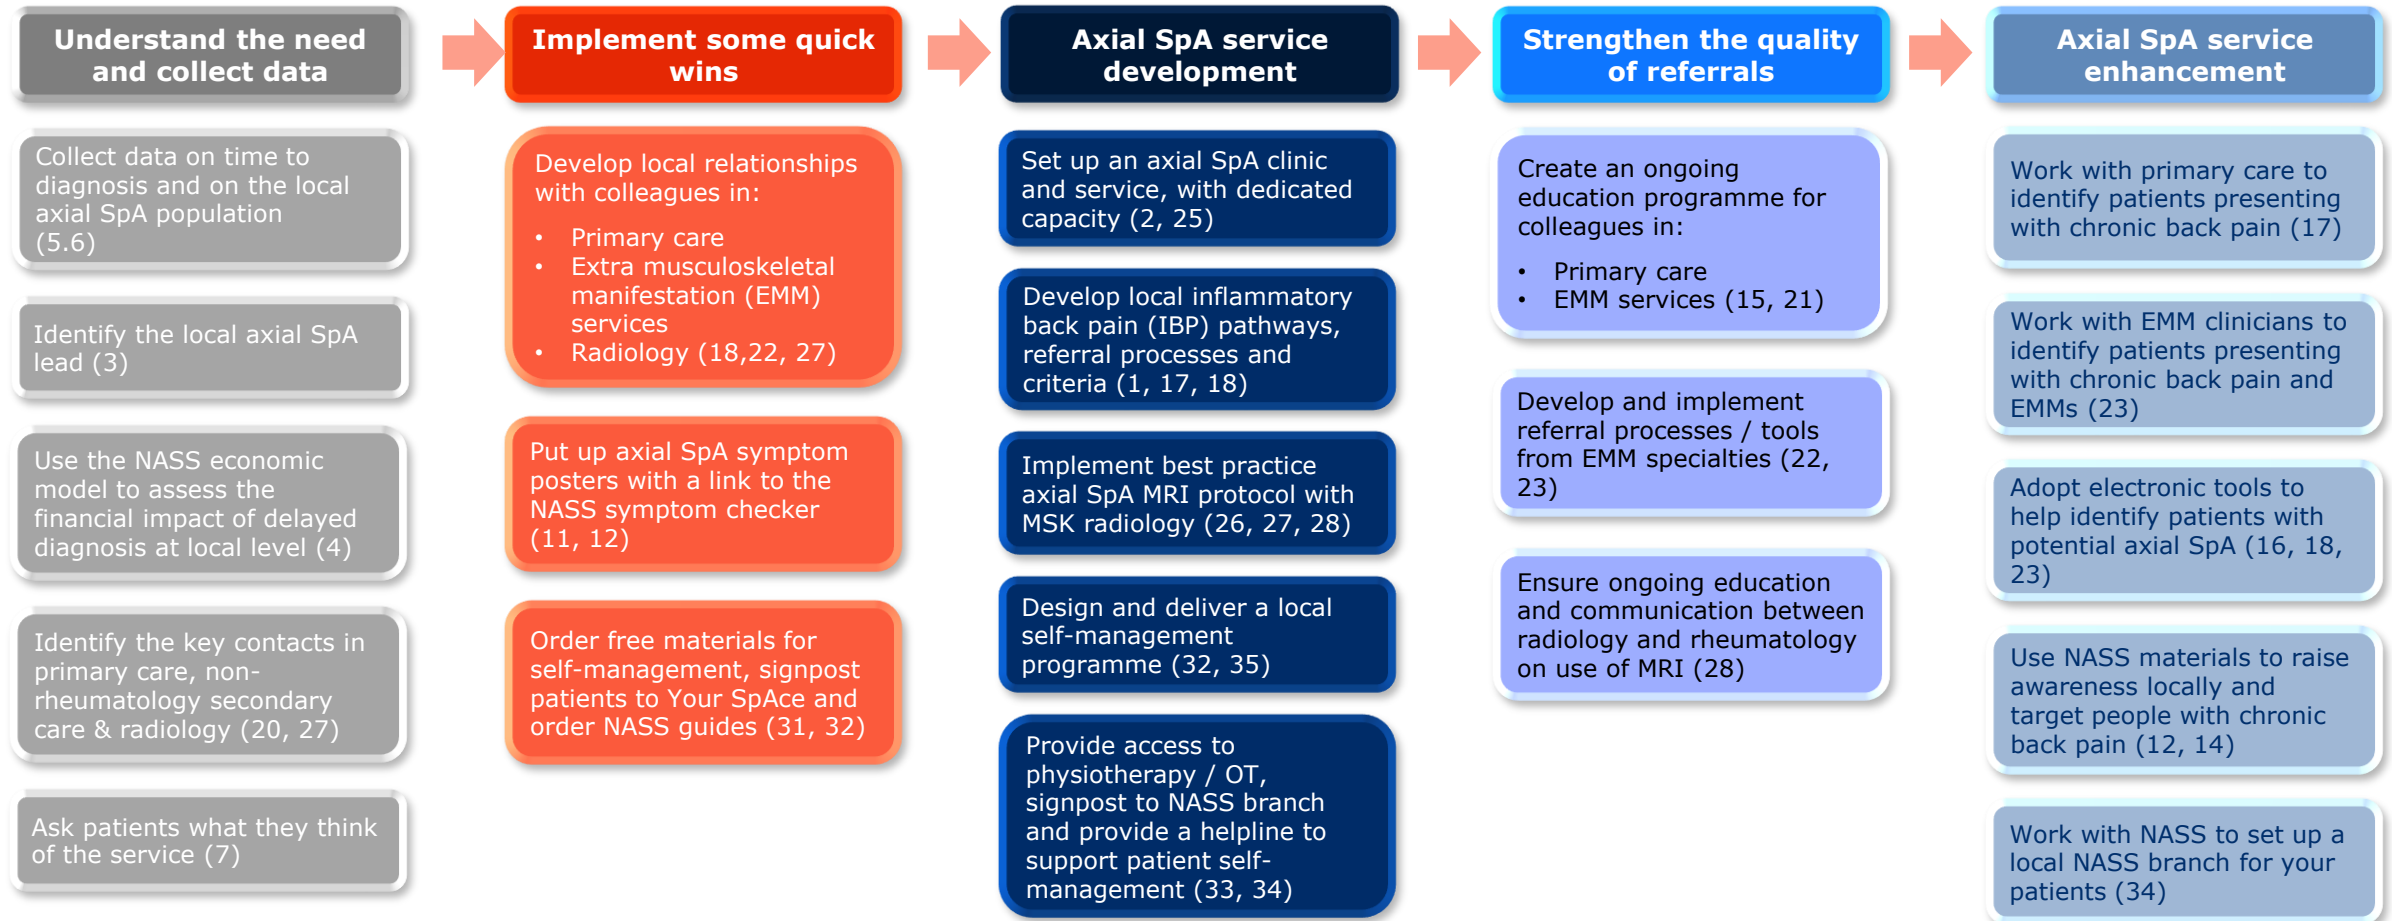 Understand the need
and collect data
Implement some quick
wins
Axial SpA service
development
Strengthen the quality
of referrals
Axial SpA service
enhancement
Collect data on time to
diagnosis and on the local
axial SpA population
(5.6)
Identify the local axial SpA
lead (3)
Use the NASS economic
model to assess the
financial impact of delayed
diagnosis at local level (4)
Identify the key contacts in
primary care, non-
rheumatology secondary
care & radiology (20, 27)
Ask patients what they think
of the service (7)
Develop local relationships
with colleagues in:
• Primary care
• Extra musculoskeletal
manifestation (EMM)
services
• Radiology (18,22, 27)
Put up axial SpA symptom
posters with a link to the
NASS symptom checker
(11, 12)
Order free materials for
self-management, signpost
patients to Your SpAce and
order NASS guides (31, 32)
Set up an axial SpA clinic
and service, with dedicated
capacity (2, 25)
Develop local inflammatory
back pain (IBP) pathways,
referral processes and
criteria (1, 17, 18)
Implement best practice
axial SpA MRI protocol with
MSK radiology (26, 27, 28)
Design and deliver a local
self-management
programme (32, 35)
Provide access to
physiotherapy / OT,
signpost to NASS branch
and provide a helpline to
support patient self-
management (33, 34)
Create an ongoing
education programme for
colleagues in:
• Primary care
• EMM services (15, 21)
Develop and implement
referral processes / tools
from EMM specialties (22,
23)
Ensure ongoing education
and communication between
radiology and rheumatology
on use of MRI (28)
Work with primary care to
identify patients presenting
with chronic back pain (17)
Work with EMM clinicians to
identify patients presenting
with chronic back pain and
EMMs (23)
Adopt electronic tools to
help identify patients with
potential axial SpA (16, 18,
23)
Use NASS materials to raise
awareness locally and
target people with chronic
back pain (12, 14)
Work with NASS to set up a
local NASS branch for your
patients (34)